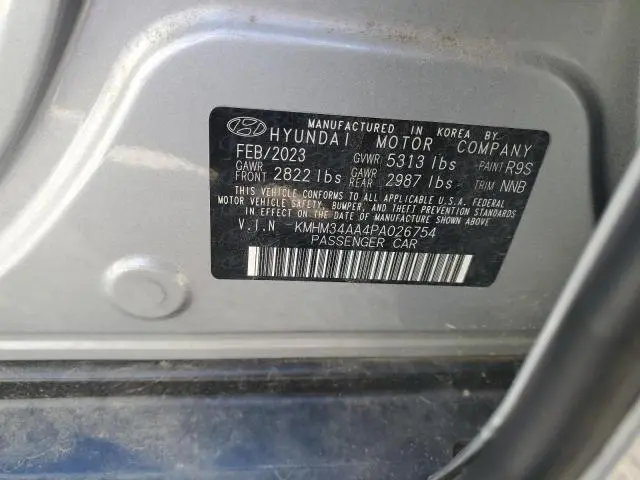 MANUFACTURED IN KOREA BY
HYUNDAI MOTOR COMPANY
FEB/2023 GVWR 5313 lbs PAINT R9S
GAWR FRONT 2822 lbs GAWR REAR 2987 lbs TRIM NNB
THIS VEHICLE CONFORMS TO ALL APPLICABLE U.S.A. FEDERAL
MOTOR VEHICLE SAFETY, BUMPER, AND THEFT PREVENTION STANDARDS
IN EFFECT ON THE DATE OF MANUFACTURE SHOWN ABOVE
V.I.N KMHM34AA4PA026754
PASSENGER CAR